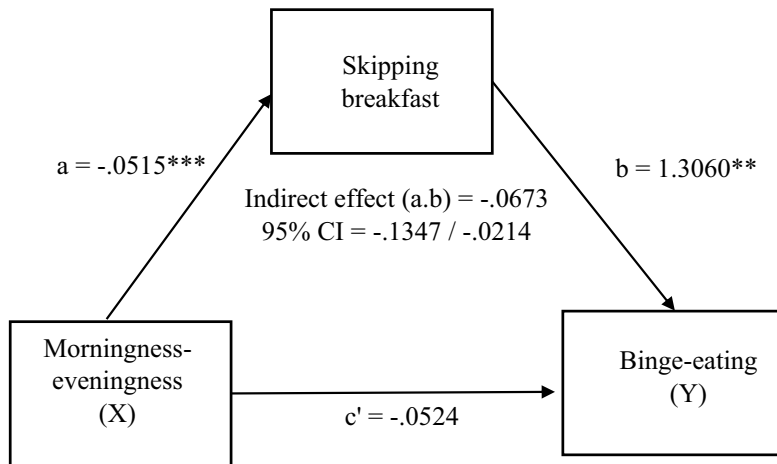 Skipping
breakfast
a = -.0515***
b = 1.3060**
Indirect effect (a.b) = -.0673
95% CI = -.1347 / -.0214
Morningness-
eveningness
(X)
Binge-eating
(Y)
c' = -.0524